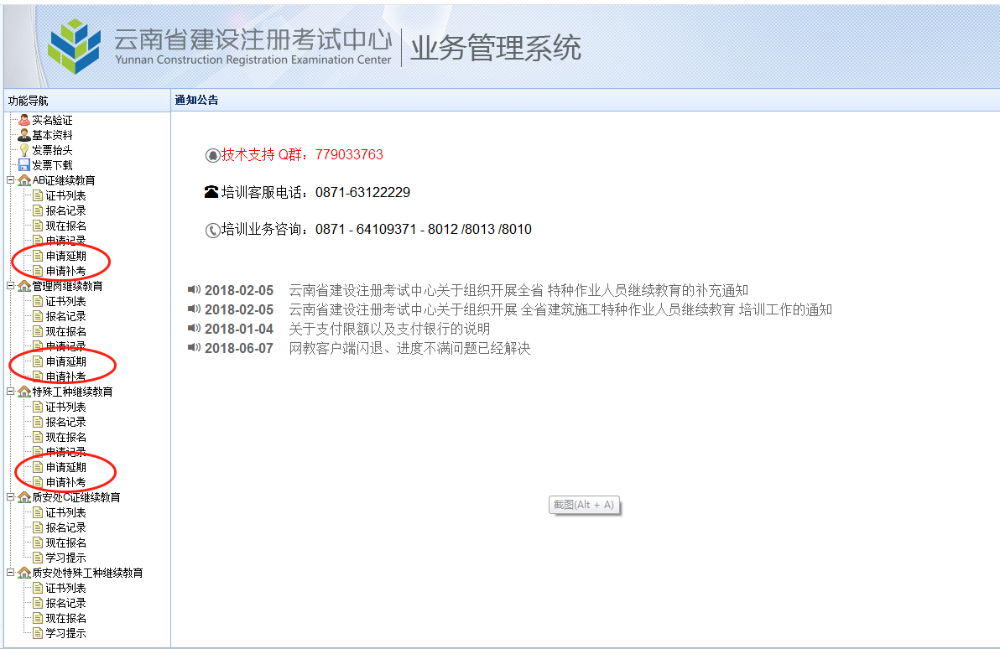 云南省建设注册考试中心
Yunnan Construction Registration Examination Center
业务管理系统
功能导航
实名验证
基本资料
发票抬头
发票下载
AB证继续教育
证书列表
报名记录
现在报名
申请记录
申请延期
申请补考
管理岗继续教育
证书列表
报名记录
现在报名
申请记录
申请延期
申请补考
特殊工种继续教育
证书列表
报名记录
现在报名
申请记录
申请延期
申请补考
质安处C证继续教育
证书列表
报名记录
现在报名
学习提示
质安处特殊工种继续教育
证书列表
报名记录
现在报名
学习提示
通知公告
技术支持 Q群：779033763
培训客服电话：0871-63122229
培训业务咨询：0871 - 64109371 - 8012 /8013 /8010
2018-02-05 云南省建设注册考试中心关于组织开展全省 特种作业人员继续教育的补充通知
2018-02-05 云南省建设注册考试中心关于组织开展 全省建筑施工特种作业人员继续教育 培训工作的通知
2018-01-04 关于支付限额以及支付银行的说明
2018-06-07 网教客户端闪退、进度不满问题已经解决
截图(Alt + A)